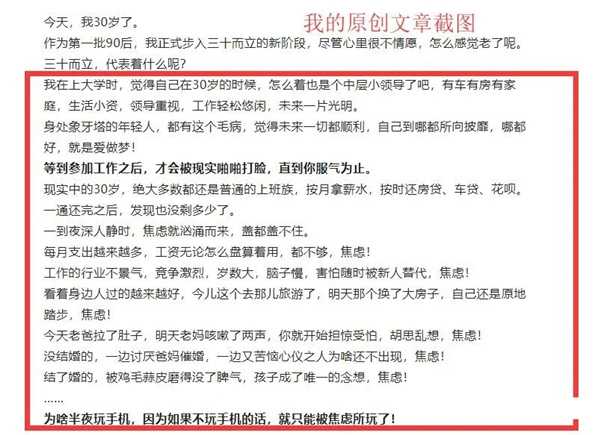 今天，我30岁了。
我的原创文章截图
作为第一批90后，我正式步入三十而立的新阶段，尽管心里很不情愿，怎么感觉老了呢。
三十而立，代表着什么呢？
我在上大学时，觉得自己在30岁的时候，怎么着也是个中层小领导了吧，有车有房有家
庭，生活小资，领导重视，工作轻松悠闲，未来一片光明。
身处象牙塔的年轻人，都有这个毛病，觉得未来一切都顺利，自己到哪都所向披靡，哪都
好，就是爱做梦！
等到参加工作之后，才会被现实啪啪打脸，直到你服气为止。
现实中的30岁，绝大多数都还是普通的上班族，按月拿薪水，按时还房贷、车贷、花呗。
一通还完之后，发现也没剩多少了。
一到夜深人静时，焦虑就汹涌而来，盖都盖不住。
每月支出越来越多，工资无论怎么盘算着用，都不够，焦虑！
工作的行业不景气，竞争激烈，岁数大，脑子慢，害怕随时被新人替代，焦虑！
看着身边人过的越来越好，今儿这个去那儿旅游了，明天那个换了大房子，自己还是原地
踏步，焦虑！
今天老爸拉了肚子，明天老妈咳嗽了两声，你就开始担惊受怕，胡思乱想，焦虑！
没结婚的，一边讨厌爸妈催婚，一边又苦恼心仪之人为啥还不出现，焦虑！
结了婚的，被鸡毛蒜皮磨得没了脾气，孩子成了唯一的念想，焦虑！
......
为啥半夜玩手机，因为如果不玩手机的话，就只能被焦虑所玩了！